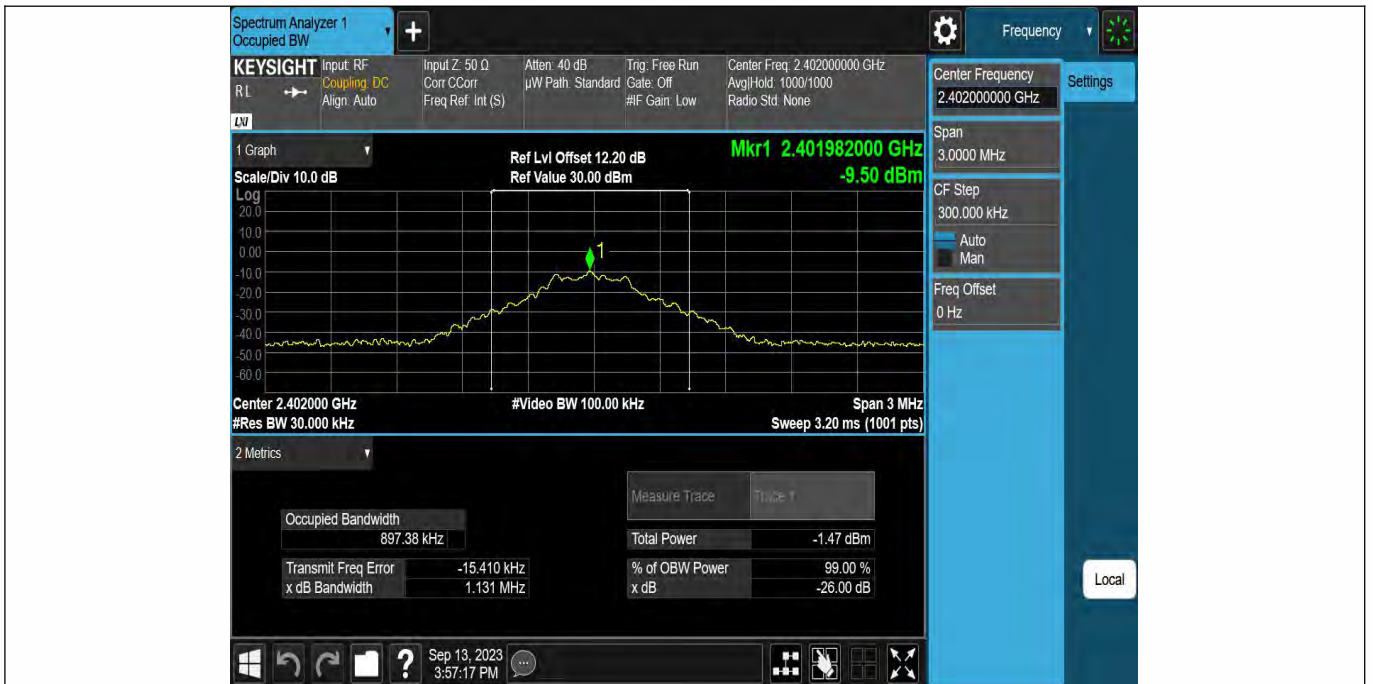 Spectrum Analyzer 1
Occupied BW
+
Frequency
KEYSIGHT
RL
LXI
Input: RF
Coupling: DC
Align: Auto
Input Z: 50 Ω
Corr CCorr
Freq Ref: Int (S)
Atten: 40 dB
µW Path: Standard
Trig: Free Run
Gate: Off
#IF Gain: Low
Center Freq: 2.402000000 GHz
Avg|Hold: 1000/1000
Radio Std: None
Center Frequency
2.402000000 GHz
Settings
Span
3.0000 MHz
CF Step
300.000 kHz
Auto
Man
Freq Offset
0 Hz
Local
1 Graph
Scale/Div 10.0 dB
Ref Lvl Offset 12.20 dB
Ref Value 30.00 dBm
Mkr1 2.401982000 GHz
-9.50 dBm
Log
20.0
10.0
0.00
-10.0
-20.0
-30.0
-40.0
-50.0
-60.0
1
Center 2.402000 GHz
#Video BW 100.00 kHz
Span 3 MHz
#Res BW 30.000 kHz
Sweep 3.20 ms (1001 pts)
2 Metrics
Measure Trace
Trace 1
Occupied Bandwidth
897.38 kHz
Total Power
-1.47 dBm
Transmit Freq Error
-15.410 kHz
% of OBW Power
99.00 %
x dB Bandwidth
1.131 MHz
x dB
-26.00 dB
?
Sep 13, 2023
3:57:17 PM